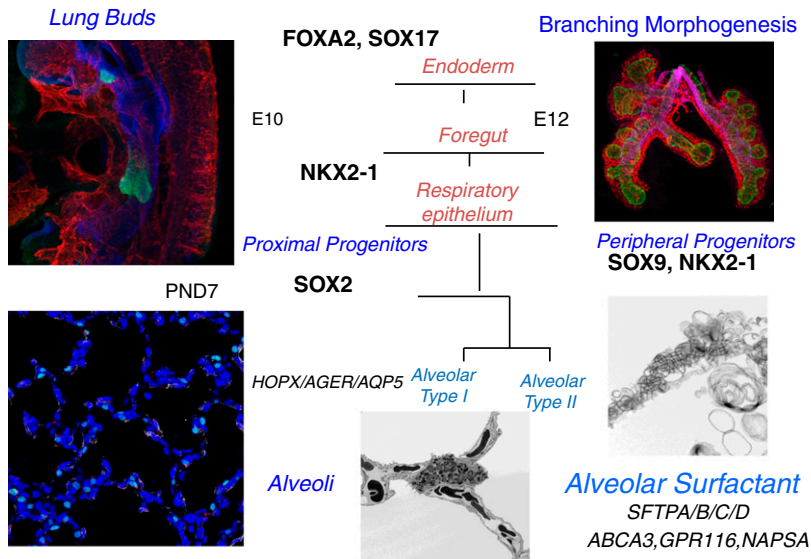 Lung Buds
FOXA2, SOX17
Branching Morphogenesis
Endoderm
E10
E12
Foregut
NKX2-1
Respiratory
epithelium
Proximal Progenitors
Peripheral Progenitors
SOX9, NKX2-1
SOX2
PND7
HOPX/AGER/AQP5
Alveolar
Type I
Alveolar
Type II
Alveoli
Alveolar Surfactant
SFTPA/B/C/D
ABCA3,GPR116,NAPSA